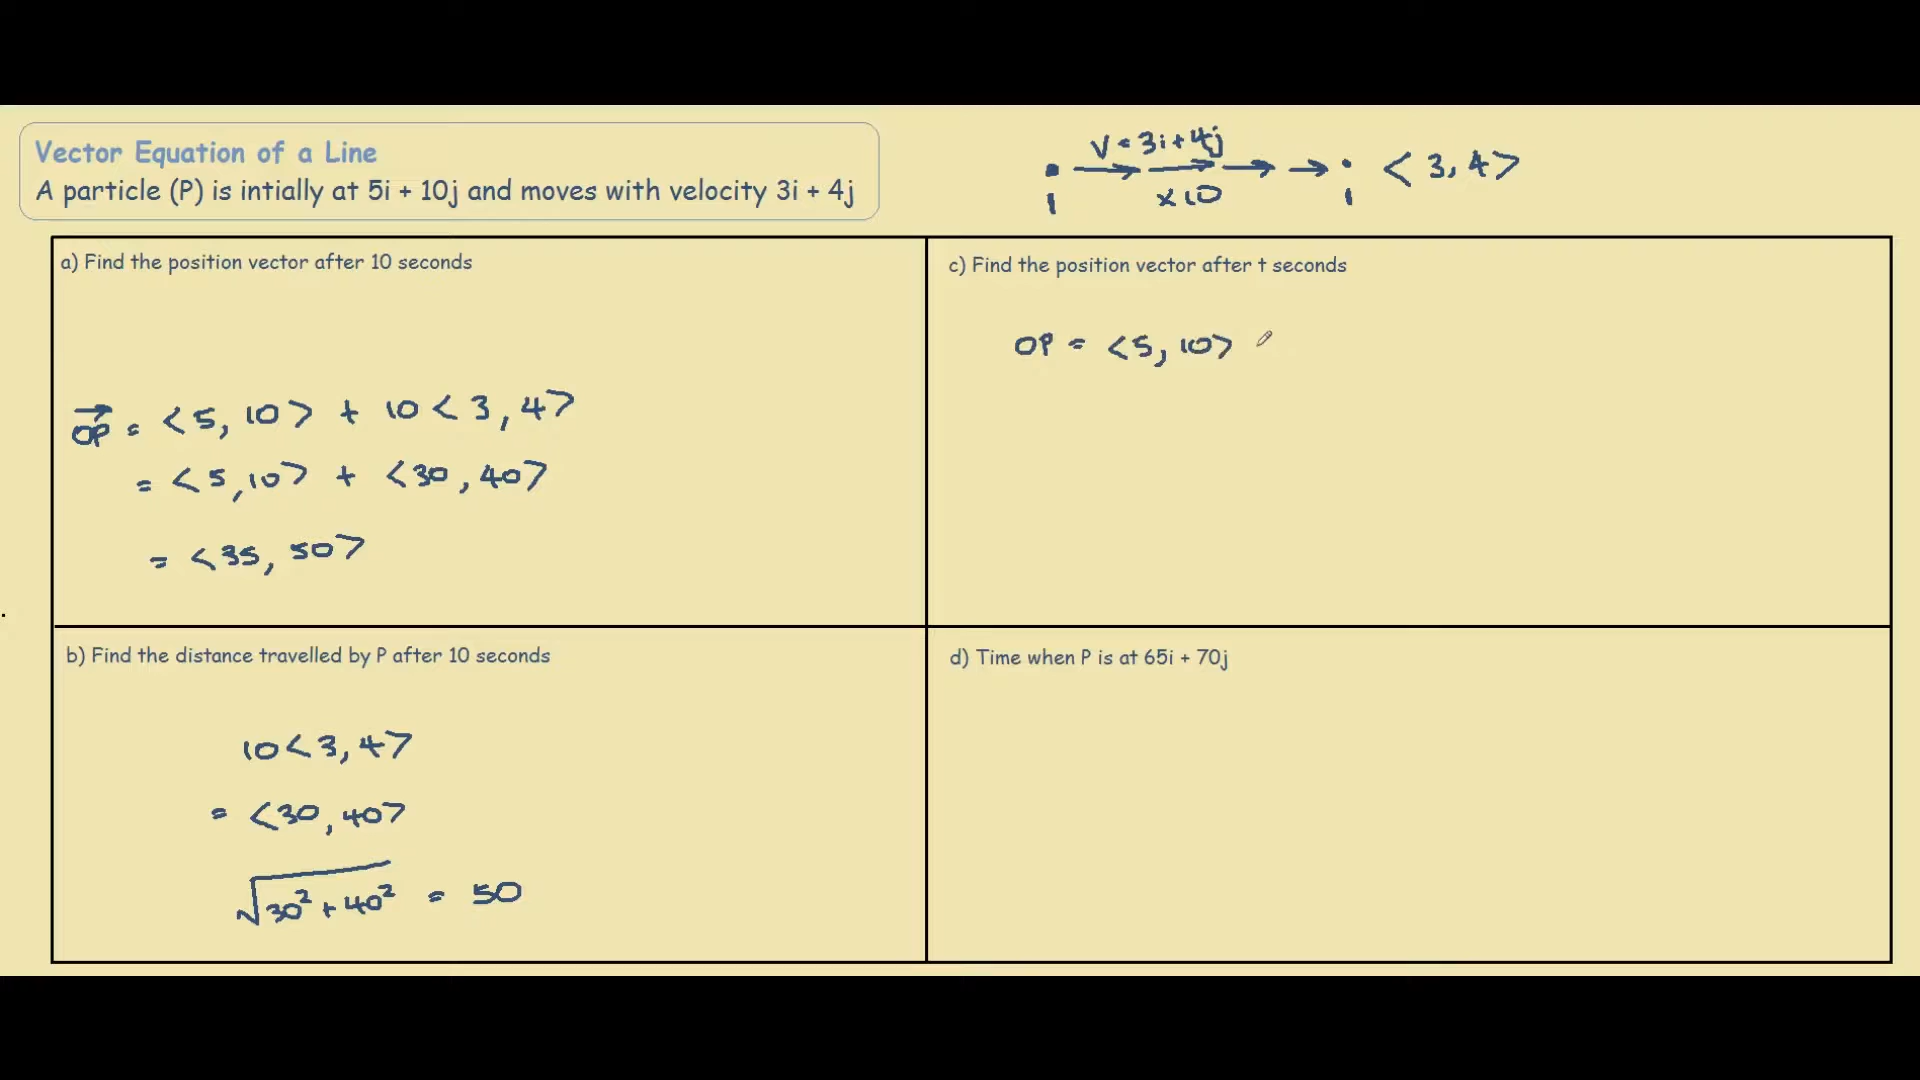 Vector Equation of a Line
A particle (P) is intially at 5i + 10j and moves with velocity 3i + 4j
V = 3i + 4j
x10
< 3, 4 >
a) Find the position vector after 10 seconds
OP = < 5, 10 > + 10 < 3, 4 >
= < 5, 10 > + < 30, 40 >
= < 35, 50 >
b) Find the distance travelled by P after 10 seconds
10 < 3, 4 >
= < 30, 40 >
√30² + 40² = 50
c) Find the position vector after t seconds
OP = < 5, 10 >
d) Time when P is at 65i + 70j